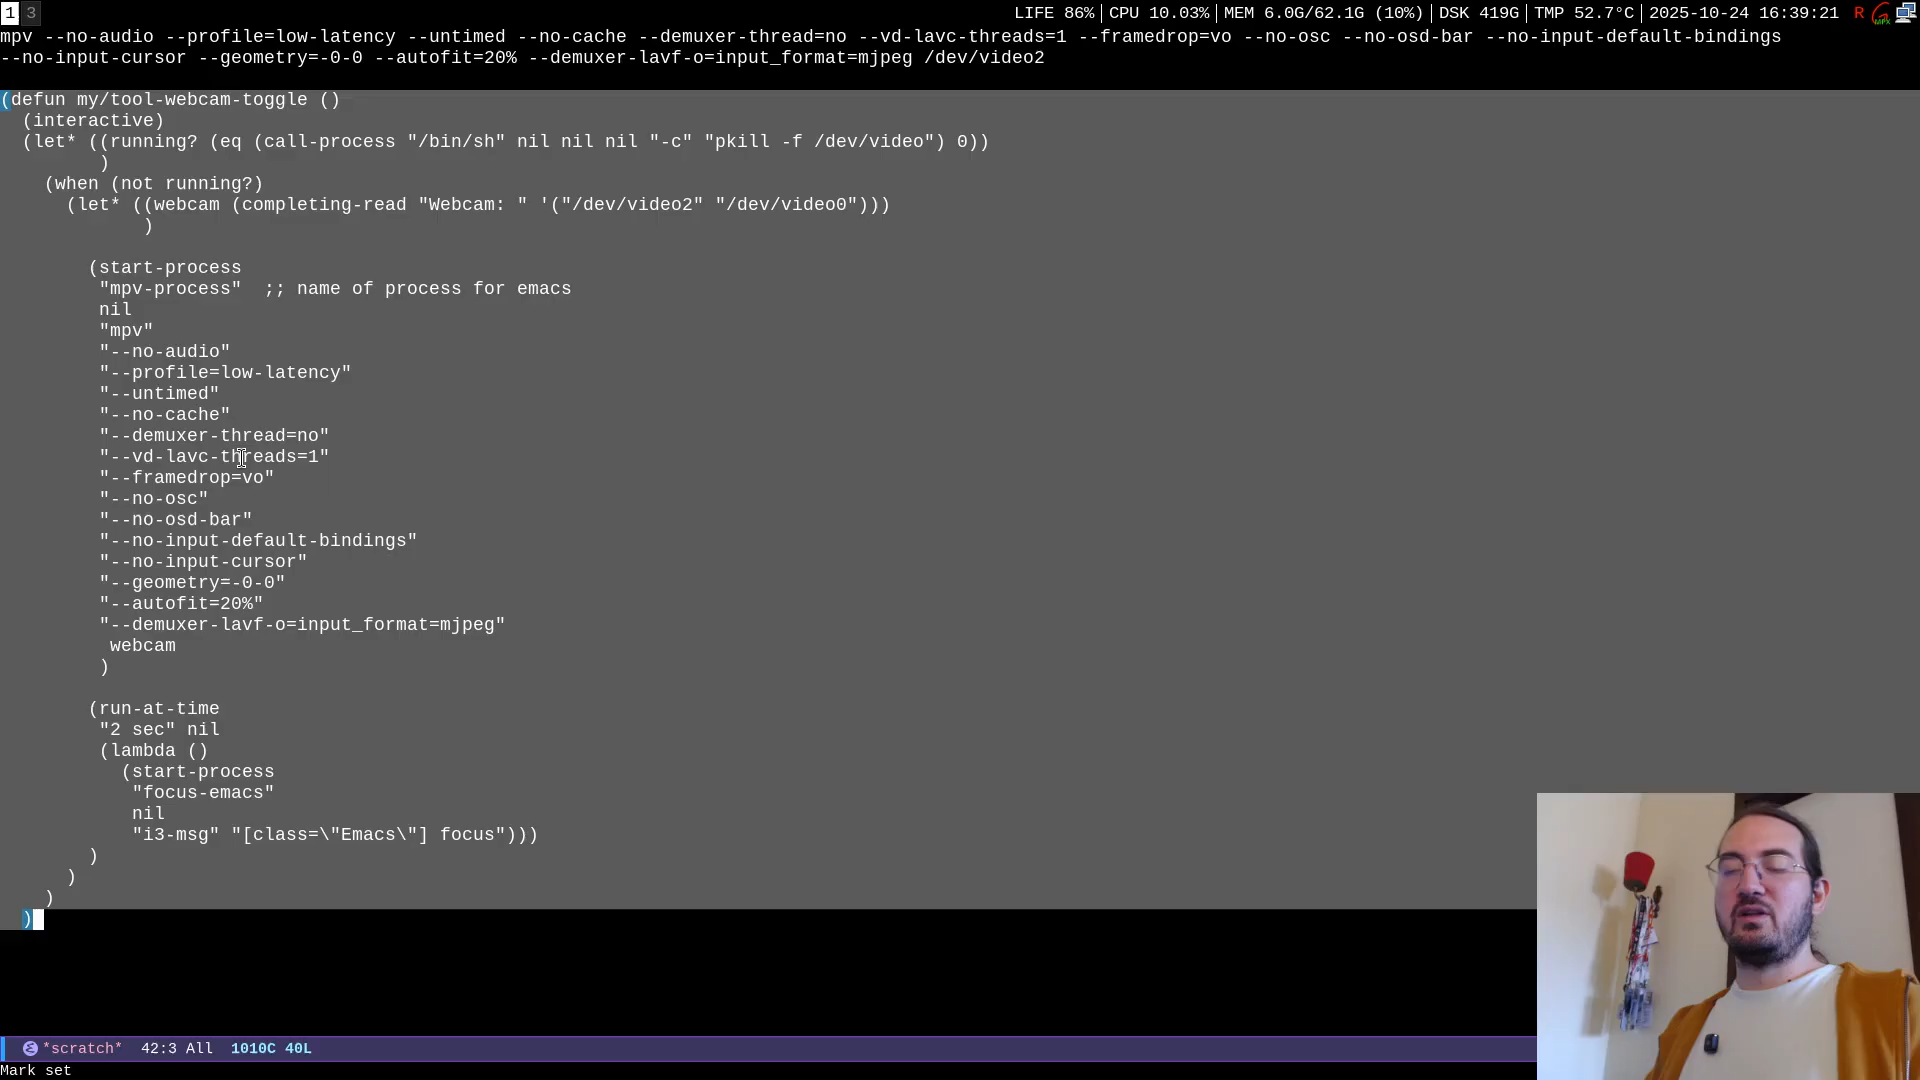 1 3 LIFE 86%|CPU 10.03%|MEM 6.0G/62.1G (10%)|DSK 419G|TMP 52.7°C|2025-10-24 16:39:21 R
mpv --no-audio --profile=low-latency --untimed --no-cache --demuxer-thread=no --vd-lavc-threads=1 --framedrop=vo --no-osc --no-osd-bar --no-input-default-bindings
--no-input-cursor --geometry=-0-0 --autofit=20% --demuxer-lavf-o=input_format=mjpeg /dev/video2
(defun my/tool-webcam-toggle ()
  (interactive)
  (let* ((running? (eq (call-process "/bin/sh" nil nil nil "-c" "pkill -f /dev/video") 0))
         )
    (when (not running?)
      (let* ((webcam (completing-read "Webcam: " '("/dev/video2" "/dev/video0")))
             )
        (start-process
         "mpv-process"  ;; name of process for emacs
         nil
         "mpv"
         "--no-audio"
         "--profile=low-latency"
         "--untimed"
         "--no-cache"
         "--demuxer-thread=no"
         "--vd-lavc-threads=1"
         "--framedrop=vo"
         "--no-osc"
         "--no-osd-bar"
         "--no-input-default-bindings"
         "--no-input-cursor"
         "--geometry=-0-0"
         "--autofit=20%"
         "--demuxer-lavf-o=input_format=mjpeg"
          webcam
         )
        (run-at-time
         "2 sec" nil
         (lambda ()
           (start-process
            "focus-emacs"
            nil
            "i3-msg" "[class=\"Emacs\"] focus")))
        )
      )
    )
  )
*scratch*  42:3 All  1010C 40L
Mark set